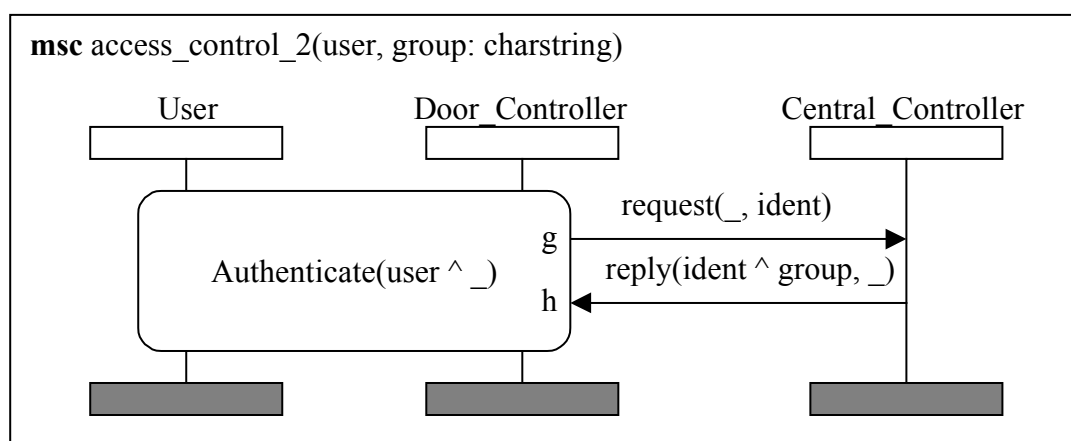 msc access_control_2(user, group: charstring)
User
Door_Controller
Central_Controller
request(_, ident)
g
reply(ident ^ group, _)
Authenticate(user ^ _)
h